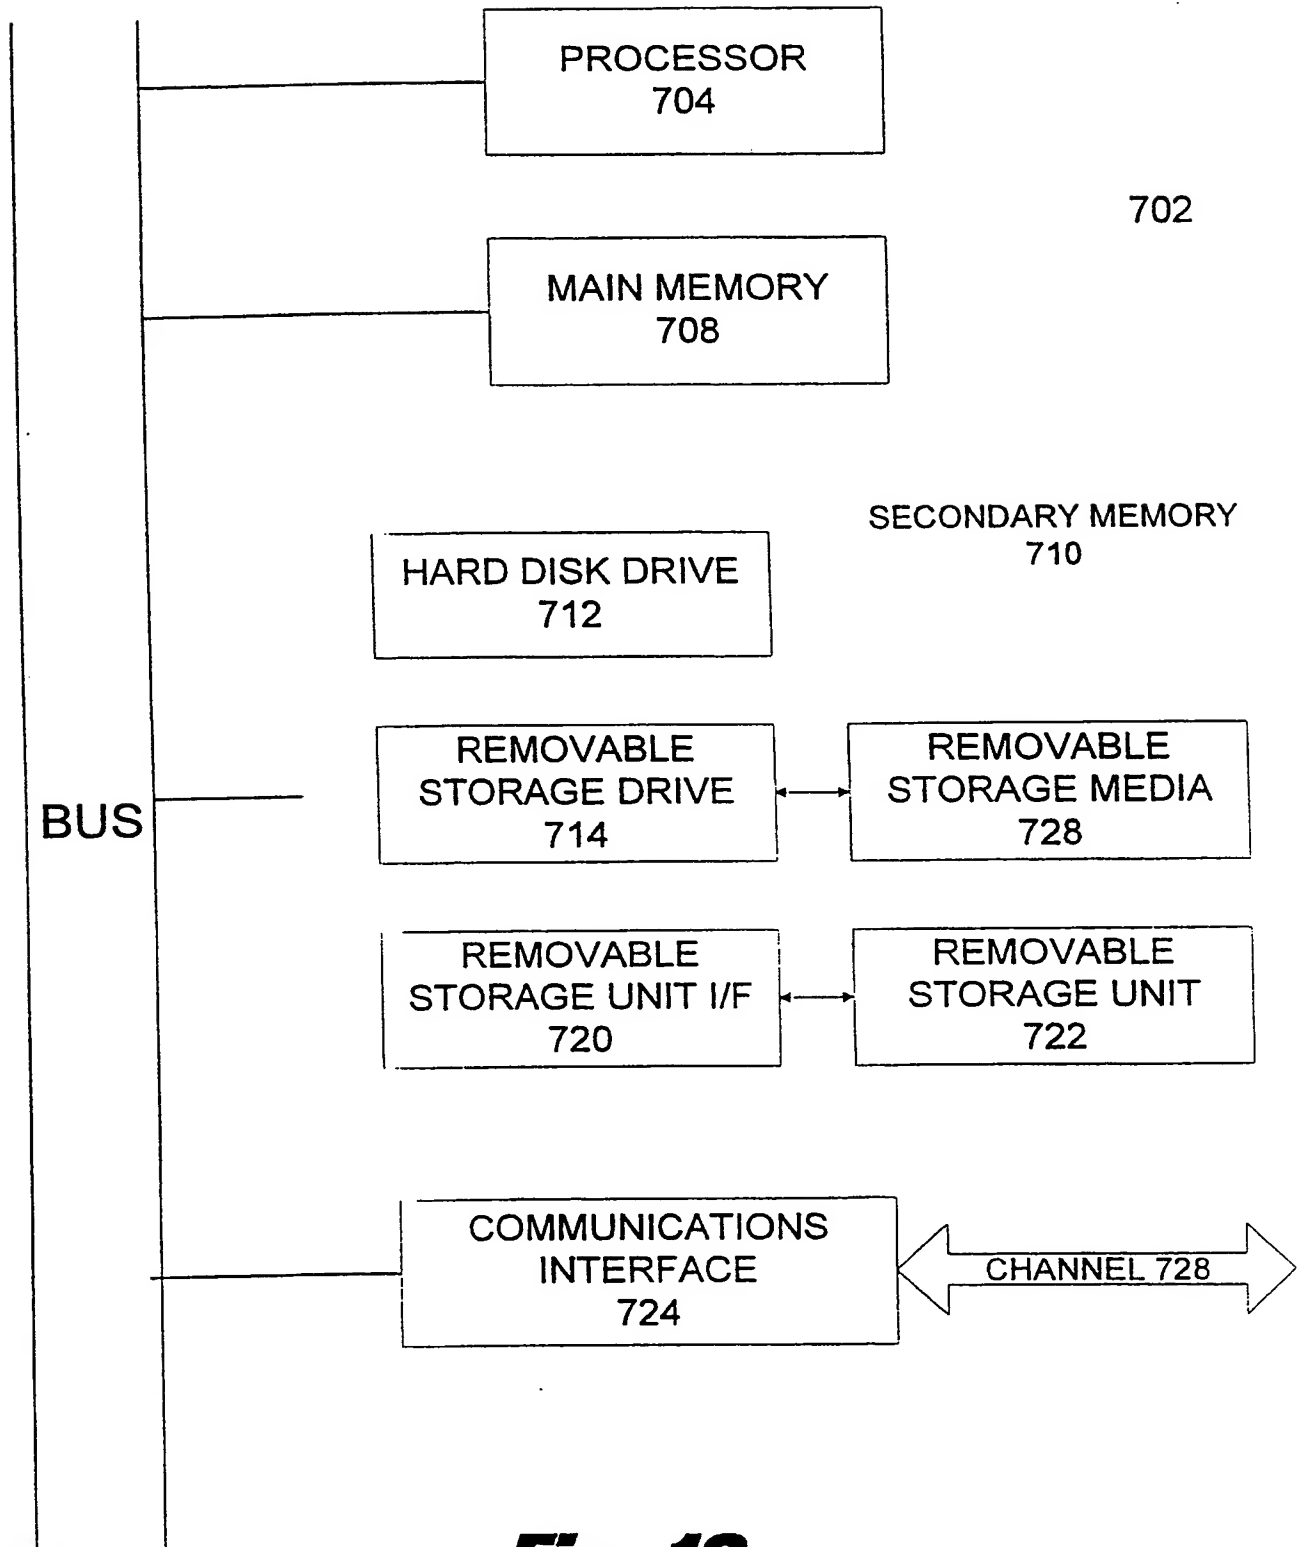 PROCESSOR
704
702
MAIN MEMORY
708
SECONDARY MEMORY
710
HARD DISK DRIVE
712
REMOVABLE
STORAGE DRIVE
714
REMOVABLE
STORAGE MEDIA
728
BUS
REMOVABLE
STORAGE UNIT I/F
720
REMOVABLE
STORAGE UNIT
722
COMMUNICATIONS
INTERFACE
724
CHANNEL 728